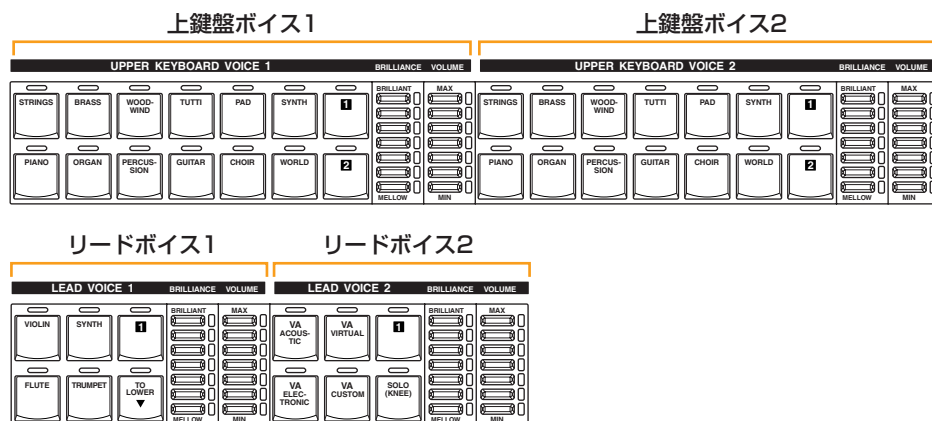 上鍵盤ボイス1 上鍵盤ボイス2
UPPER KEYBOARD VOICE 1 BRILLIANCE VOLUME UPPER KEYBOARD VOICE 2 BRILLIANCE VOLUME
BRILLIANT MAX BRILLIANT MAX
STRINGS BRASS WOOD-WIND TUTTI PAD SYNTH 1 STRINGS BRASS WOOD-WIND TUTTI PAD SYNTH 1
PIANO ORGAN PERCUS-SION GUITAR CHOIR WORLD 2 PIANO ORGAN PERCUS-SION GUITAR CHOIR WORLD 2
MELLOW MIN MELLOW MIN
リードボイス1 リードボイス2
LEAD VOICE 1 BRILLIANCE VOLUME LEAD VOICE 2 BRILLIANCE VOLUME
BRILLIANT MAX BRILLIANT MAX
VIOLIN SYNTH 1 VA ACOUS-TIC VA VIRTUAL 1
FLUTE TRUMPET TO LOWER ▼ VA ELEC-TRONIC VA CUSTOM SOLO (KNEE)
MELLOW MIN MELLOW MIN